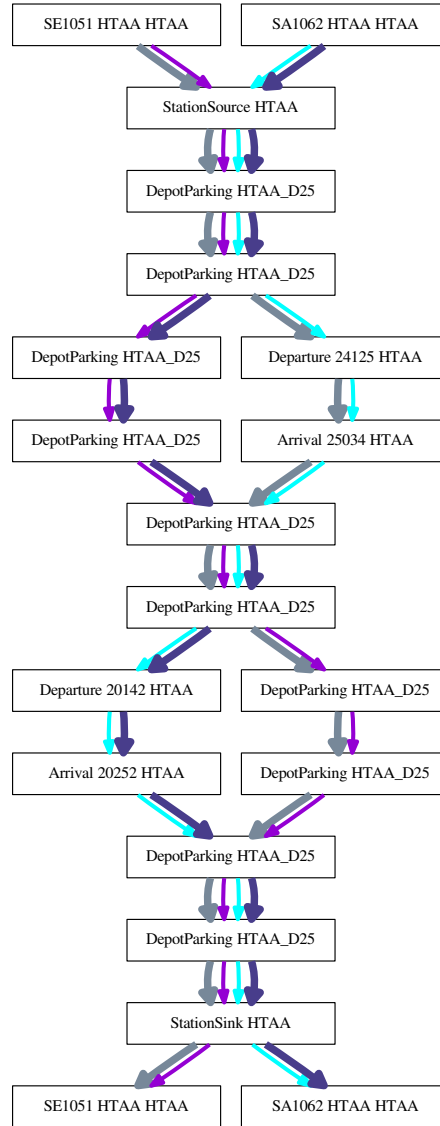 SE1051 HTAA HTAA
SA1062 HTAA HTAA
StationSource HTAA
DepotParking HTAA_D25
DepotParking HTAA_D25
DepotParking HTAA_D25
Departure 24125 HTAA
DepotParking HTAA_D25
Arrival 25034 HTAA
DepotParking HTAA_D25
DepotParking HTAA_D25
Departure 20142 HTAA
DepotParking HTAA_D25
Arrival 20252 HTAA
DepotParking HTAA_D25
DepotParking HTAA_D25
DepotParking HTAA_D25
StationSink HTAA
SE1051 HTAA HTAA
SA1062 HTAA HTAA